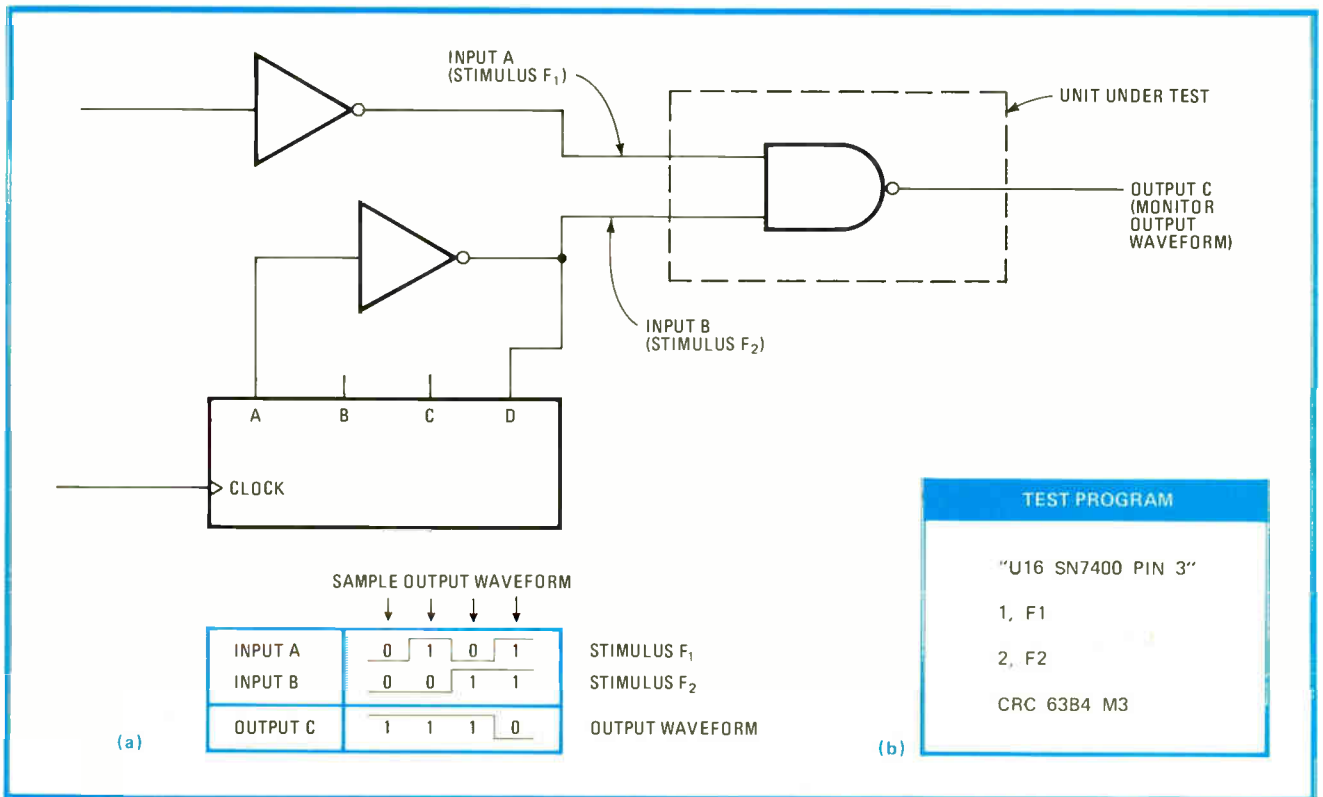 INPUT A
(STIMULUS F₁)
UNIT UNDER TEST
OUTPUT C
(MONITOR
OUTPUT
WAVEFORM)
INPUT B
(STIMULUS F₂)
A B C D
CLOCK
SAMPLE OUTPUT WAVEFORM
INPUT A 0 1 0 1 STIMULUS F₁
INPUT B 0 0 1 1 STIMULUS F₂
OUTPUT C 1 1 1 0 OUTPUT WAVEFORM
(a)
TEST PROGRAM
"U16 SN7400 PIN 3"
1, F1
2, F2
CRC 63B4 M3
(b)